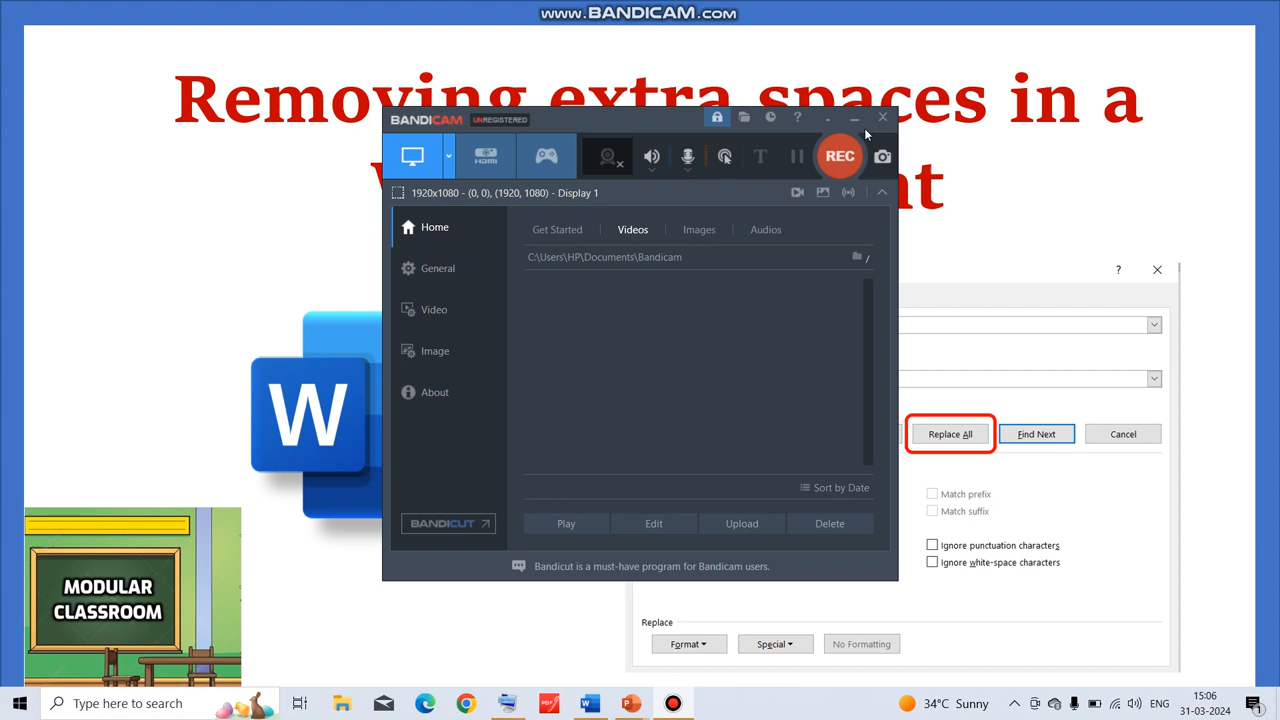 www.BANDICAM.com
Removing extra spaces in a
BANDICAM UNREGISTERED
?
HDMI
REC
T
1920x1080 - (0, 0), (1920, 1080) - Display 1
Home
General
Video
Image
About
BANDICUT
Get Started
Videos
Images
Audios
C:\Users\HP\Documents\Bandicam
/
Sort by Date
Play
Edit
Upload
Delete
Bandicut is a must-have program for Bandicam users.
?
Replace All
Find Next
Cancel
Match prefix
Match suffix
Ignore punctuation characters
Ignore white-space characters
Replace
Format
Special
No Formatting
W
MODULAR
CLASSROOM
Type here to search
34°C Sunny
ENG
15:06
31-03-2024
1